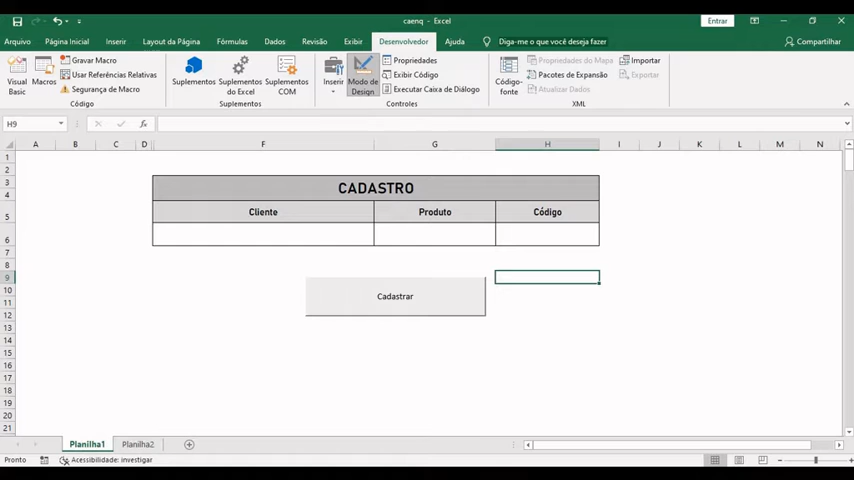 caenq - Excel
Entrar
Arquivo Página Inicial Inserir Layout da Página Fórmulas Dados Revisão Exibir Desenvolvedor Ajuda Diga-me o que você deseja fazer Compartilhar
Visual Basic
Macros
Gravar Macro
Usar Referências Relativas
Segurança de Macro
Código
Suplementos
Suplementos do Excel
Suplementos COM
Suplementos
Inserir
Modo de Design
Propriedades
Exibir Código
Executar Caixa de Diálogo
Controles
Código-fonte
Propriedades do Mapa
Pacotes de Expansão
Atualizar Dados
Importar
Exportar
XML
H9 fx
A B C D F G H I J K L M N
1
2
3
CADASTRO
4
5 Cliente Produto Código
6
7
8
9
10
Cadastrar
11
12
13
14
15
16
17
18
19
20
21
Planilha1 Planilha2
Pronto Acessibilidade: investigar